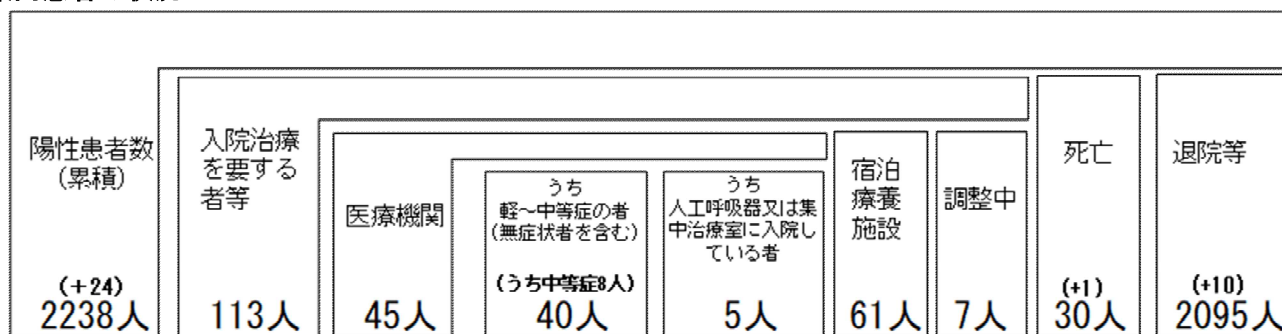 陽性患者数
(累積)
(+24)
2238人
入院治療
を要する
者等
113人
医療機関
45人
うち
軽～中等症の者
(無症状者を含む)
(うち中等症8人)
40人
うち
人工呼吸器又は集
中治療室に入院し
ている者
5人
宿泊
療養
施設
61人
調整中
7人
死亡
(+1)
30人
退院等
(+10)
2095人